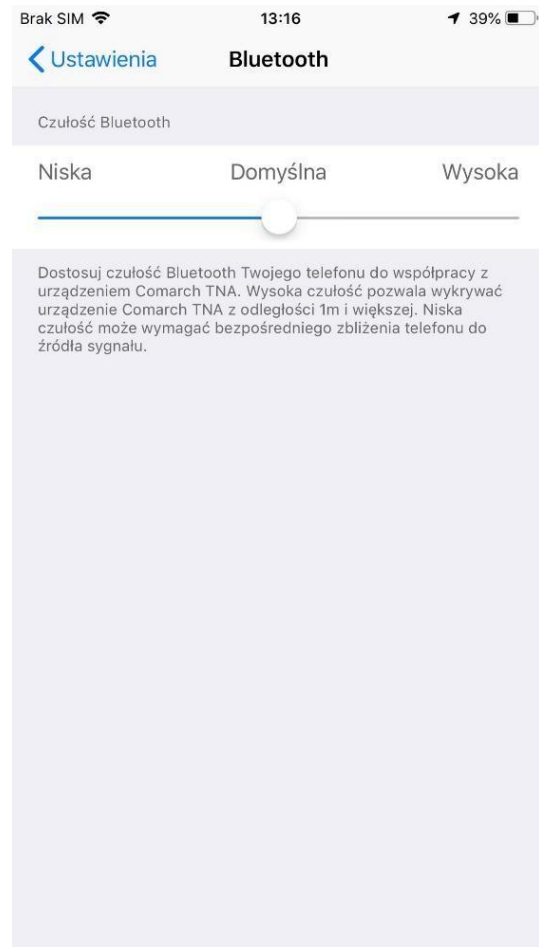 Brak SIM 13:16 39%
Ustawienia Bluetooth
Czułość Bluetooth
Niska Domyślna Wysoka
Dostosuj czułość Bluetooth Twojego telefonu do współpracy z
urządzeniem Comarch TNA. Wysoka czułość pozwala wykrywać
urządzenie Comarch TNA z odległości 1m i większej. Niska
czułość może wymagać bezpośredniego zbliżenia telefonu do
źródła sygnału.